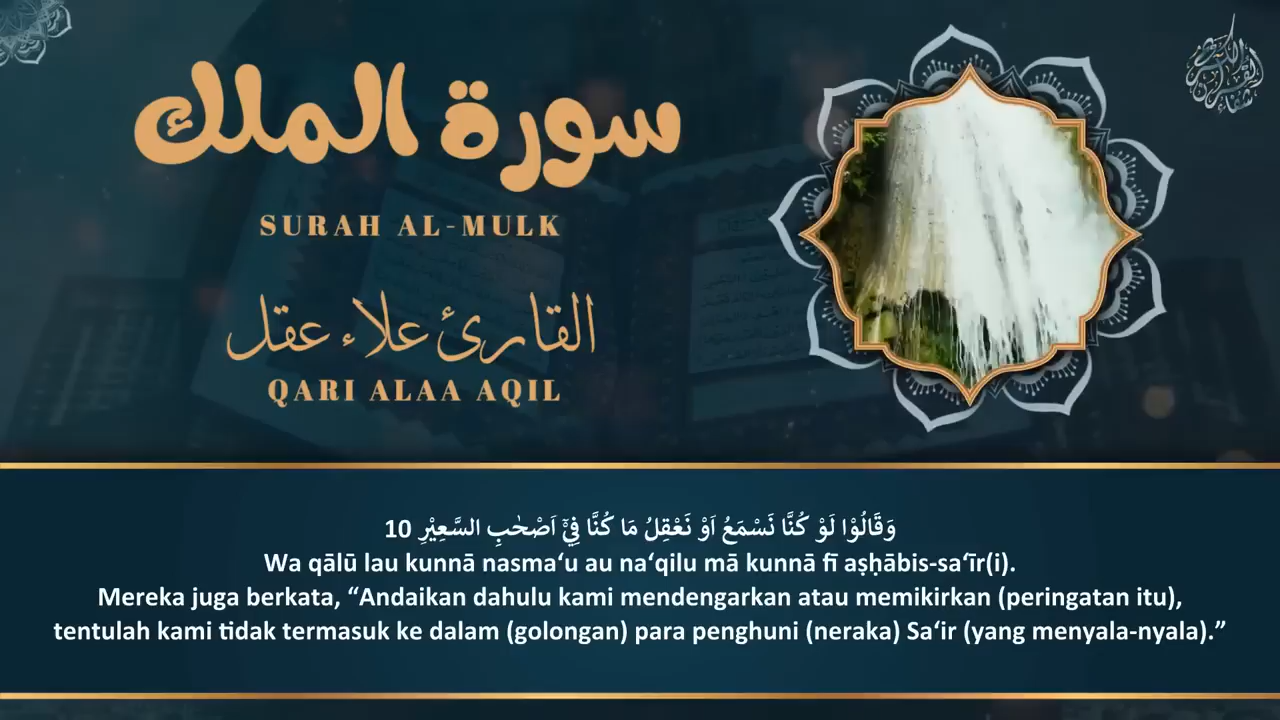 سورة الملك
SURAH AL-MULK
القارئ علاء عقل
QARI ALAA AQIL
وَقَالُوْا لَوْ كُنَّا نَسْمَعُ اَوْ نَعْقِلُ مَا كُنَّا فِيْٓ اَصْحٰبِ السَّعِيْرِ 10
Wa qālū lau kunnā nasma‘u au na‘qilu mā kunnā fī aṣḥābis-sa‘īr(i).
Mereka juga berkata, “Andaikan dahulu kami mendengarkan atau memikirkan (peringatan itu),
tentulah kami tidak termasuk ke dalam (golongan) para penghuni (neraka) Sa‘ir (yang menyala-nyala).”